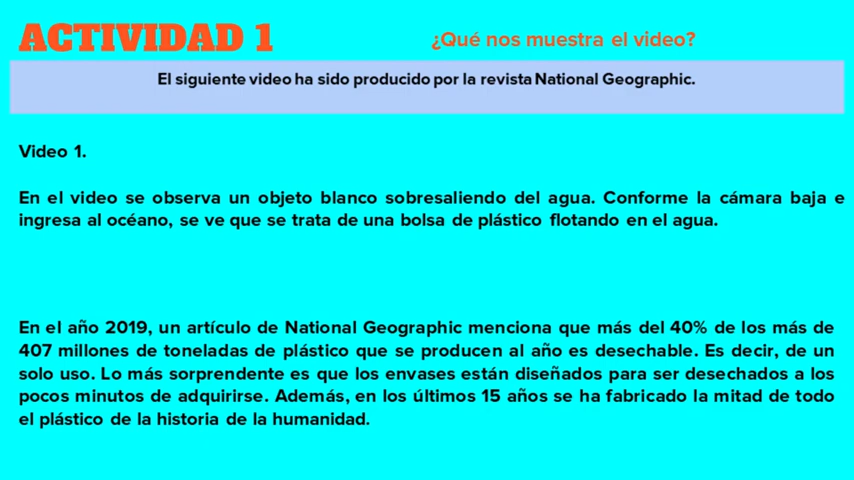 ACTIVIDAD 1
¿Qué nos muestra el video?
El siguiente video ha sido producido por la revista National Geographic.
Video 1.
En el video se observa un objeto blanco sobresaliendo del agua. Conforme la cámara baja e
ingresa al océano, se ve que se trata de una bolsa de plástico flotando en el agua.
En el año 2019, un artículo de National Geographic menciona que más del 40% de los más de
407 millones de toneladas de plástico que se producen al año es desechable. Es decir, de un
solo uso. Lo más sorprendente es que los envases están diseñados para ser desechados a los
pocos minutos de adquirirse. Además, en los últimos 15 años se ha fabricado la mitad de todo
el plástico de la historia de la humanidad.